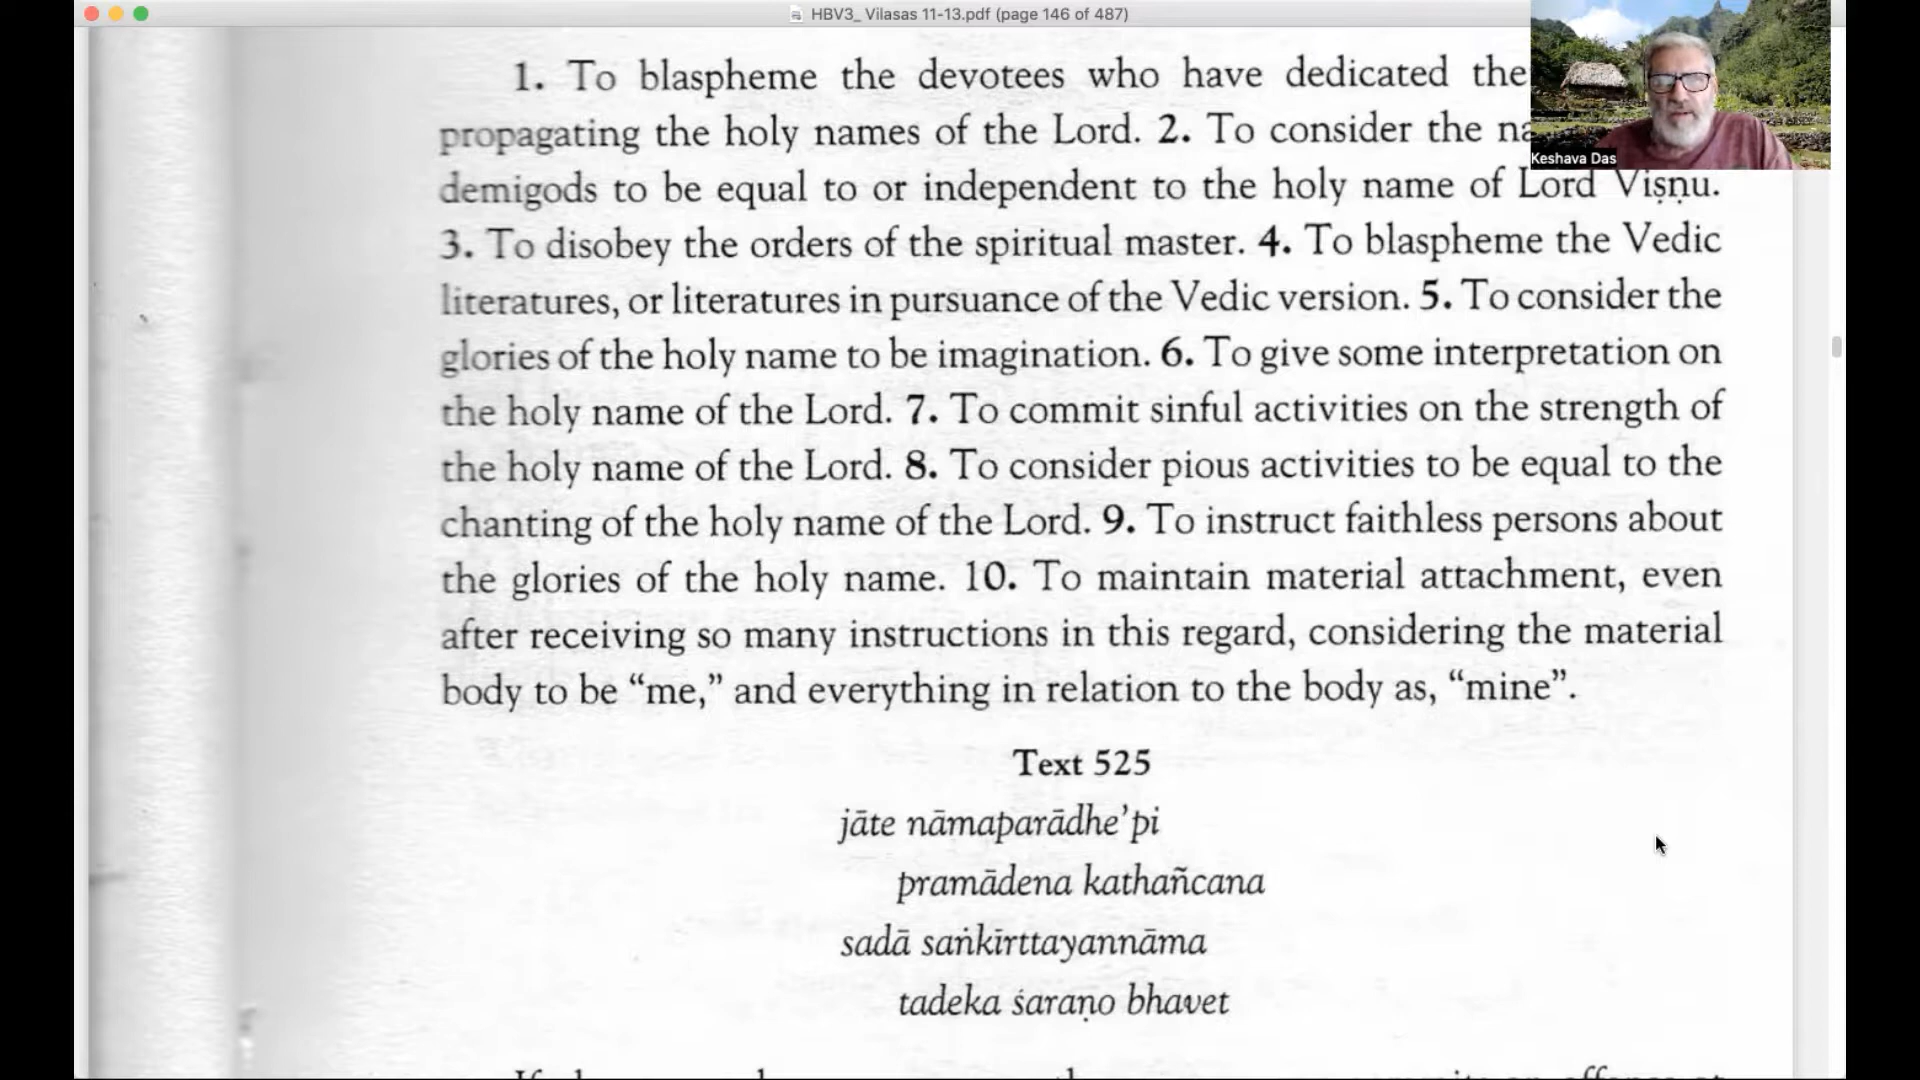 HBV3_ Vilasas 11-13.pdf (page 146 of 487)
Keshava Das
1. To blaspheme the devotees who have dedicated
propagating the holy names of the Lord. 2. To consider the
demigods to be equal to or independent to the holy name of Lord Viṣṇu.
3. To disobey the orders of the spiritual master. 4. To blaspheme the Vedic
literatures, or literatures in pursuance of the Vedic version. 5. To consider the
glories of the holy name to be imagination. 6. To give some interpretation on
the holy name of the Lord. 7. To commit sinful activities on the strength of
the holy name of the Lord. 8. To consider pious activities to be equal to the
chanting of the holy name of the Lord. 9. To instruct faithless persons about
the glories of the holy name. 10. To maintain material attachment, even
after receiving so many instructions in this regard, considering the material
body to be “me,” and everything in relation to the body as, “mine”.
Text 525
jāte nāmaparādhe’pi
pramādena kathañcana
sadā saṅkīrttayannāma
tadeka śaraṇo bhavet